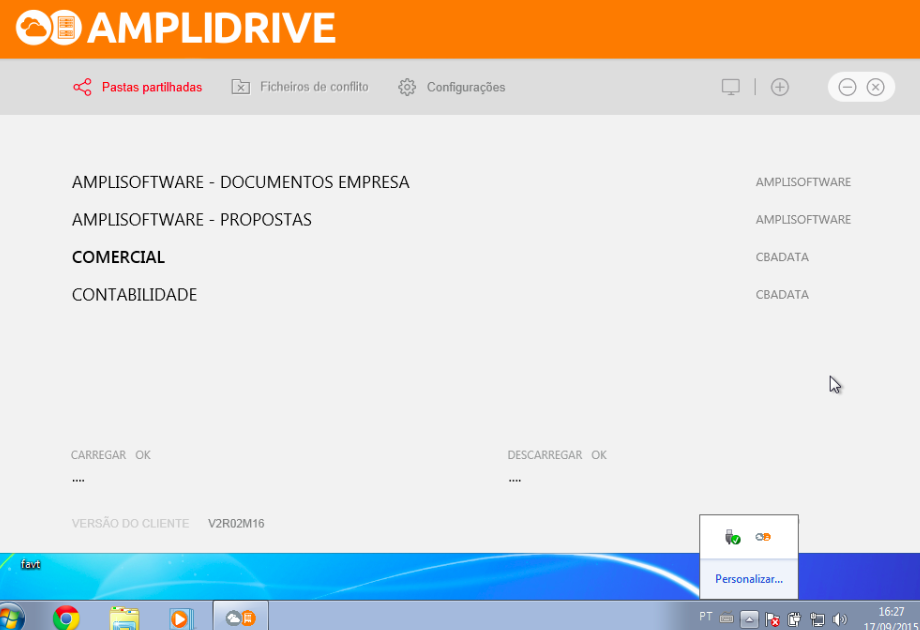 AMPLIDRIVE
Pastas partilhadas Ficheiros de conflito Configurações
AMPLISOFTWARE - DOCUMENTOS EMPRESA AMPLISOFTWARE
AMPLISOFTWARE - PROPOSTAS AMPLISOFTWARE
COMERCIAL CBADATA
CONTABILIDADE CBADATA
CARREGAR OK DESCARREGAR OK
.... ....
VERSÃO DO CLIENTE V2R02M16
favt
Personalizar...
PT 16:27
17/09/2015